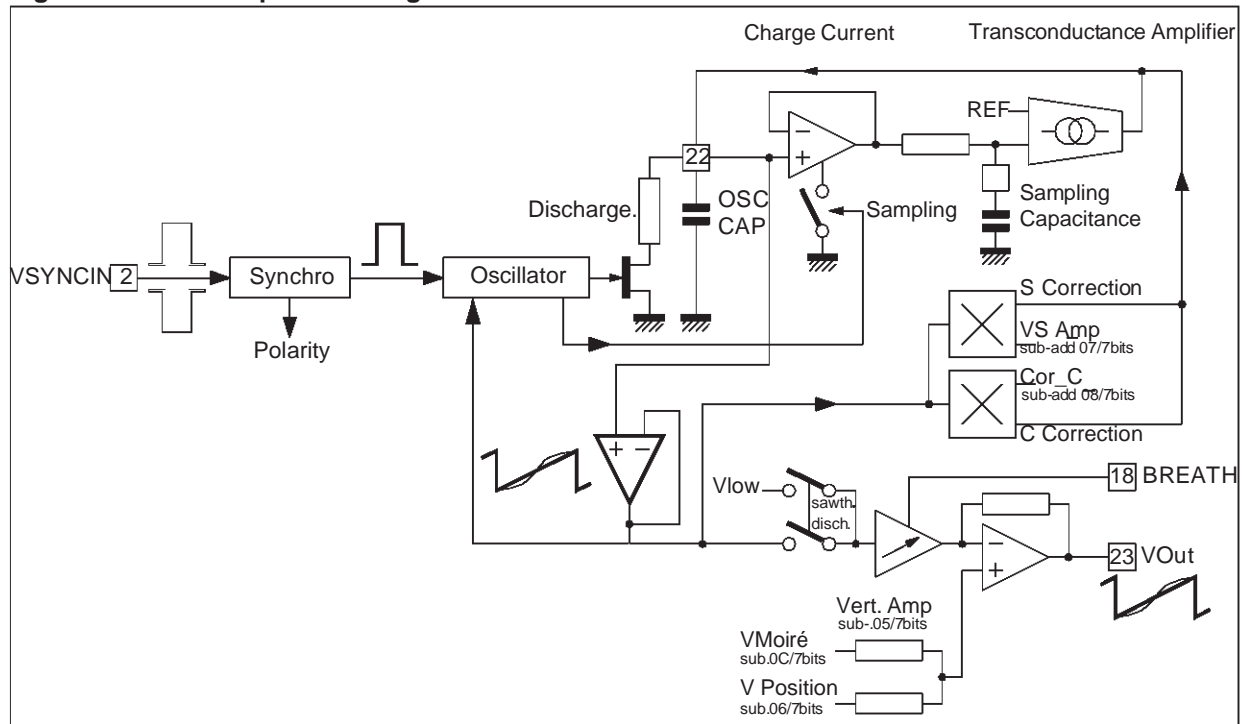 Charge Current
Transconductance Amplifier
REF
22
Discharge.
OSC
CAP
Sampling
Sampling
Capacitance
VSYNCIN
2
Synchro
Oscillator
Polarity
S Correction
VS_Amp
sub-add 07/7bits
Cor_C
sub-add 08/7bits
C Correction
Vlow
sawth.
disch.
18
BREATH
23
VOut
Vert. Amp
sub-.05/7bits
VMoiré
sub.0C/7bits
V Position
sub.06/7bits